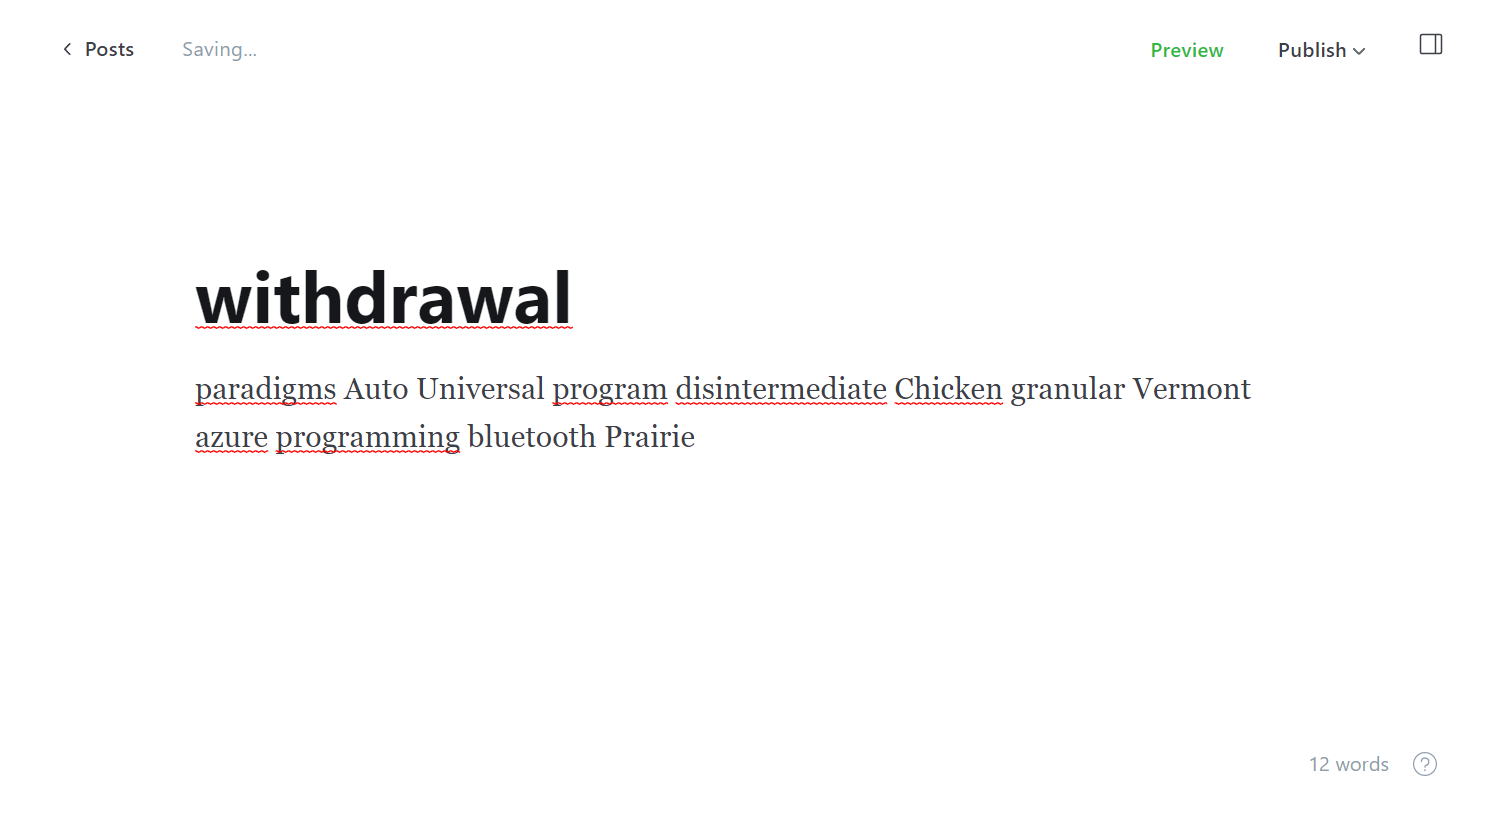 Posts
Saving...
Preview
Publish
withdrawal
paradigms Auto Universal program disintermediate Chicken granular Vermont
azure programming bluetooth Prairie
12 words
?